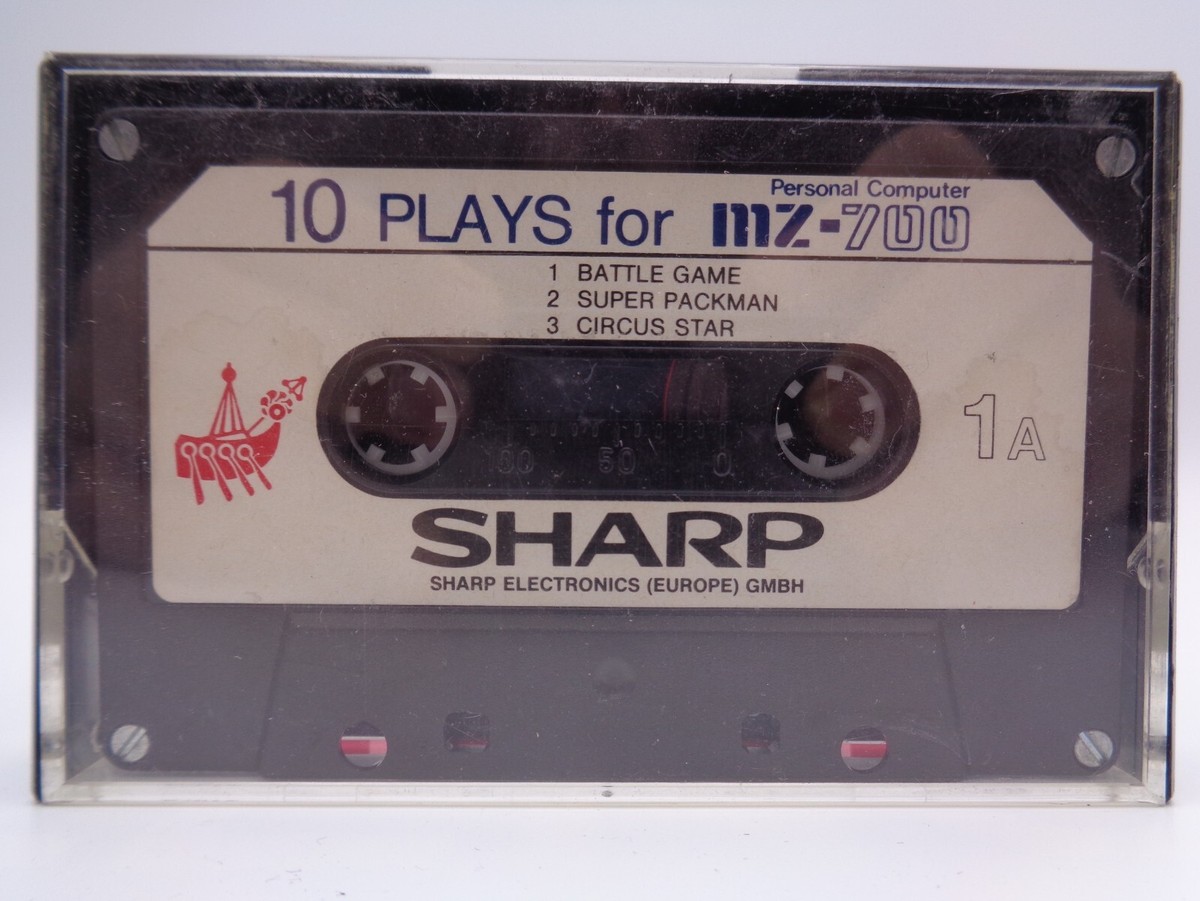 Personal Computer
10 PLAYS for MZ-700
1 BATTLE GAME
2 SUPER PACKMAN
3 CIRCUS STAR
1A
100 50 0
SHARP
SHARP ELECTRONICS (EUROPE) GMBH